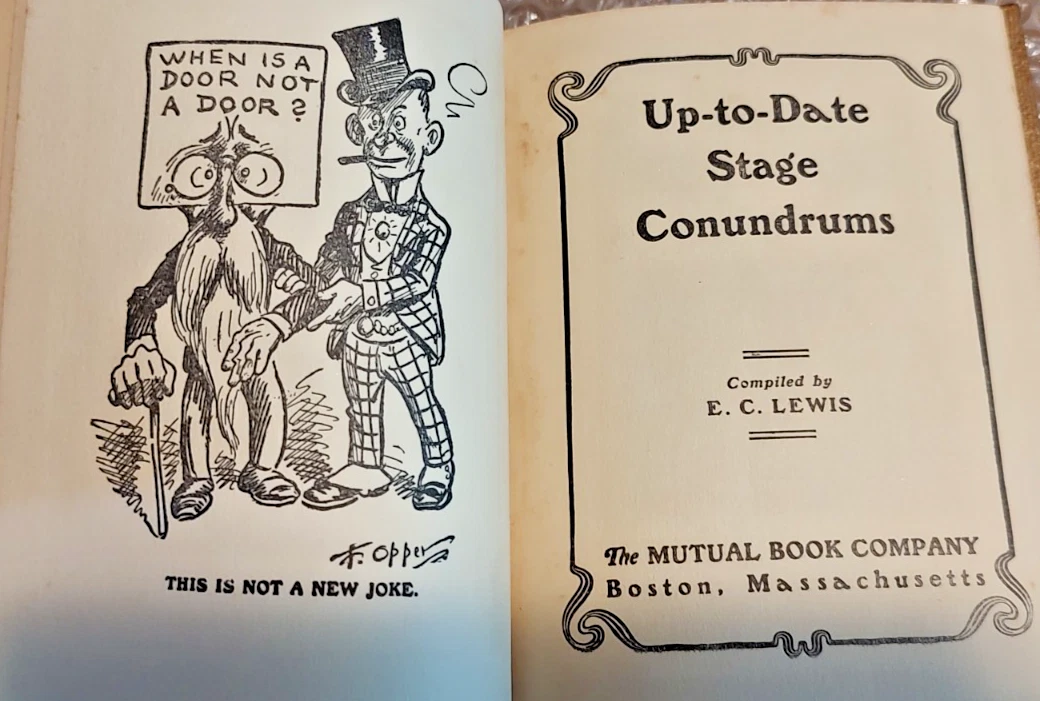 WHEN IS A
DOOR NOT
A DOOR?
F. Opper
THIS IS NOT A NEW JOKE.
Up-to-Date
Stage
Conundrums
Compiled by
E. C. LEWIS
The MUTUAL BOOK COMPANY
Boston, Massachusetts